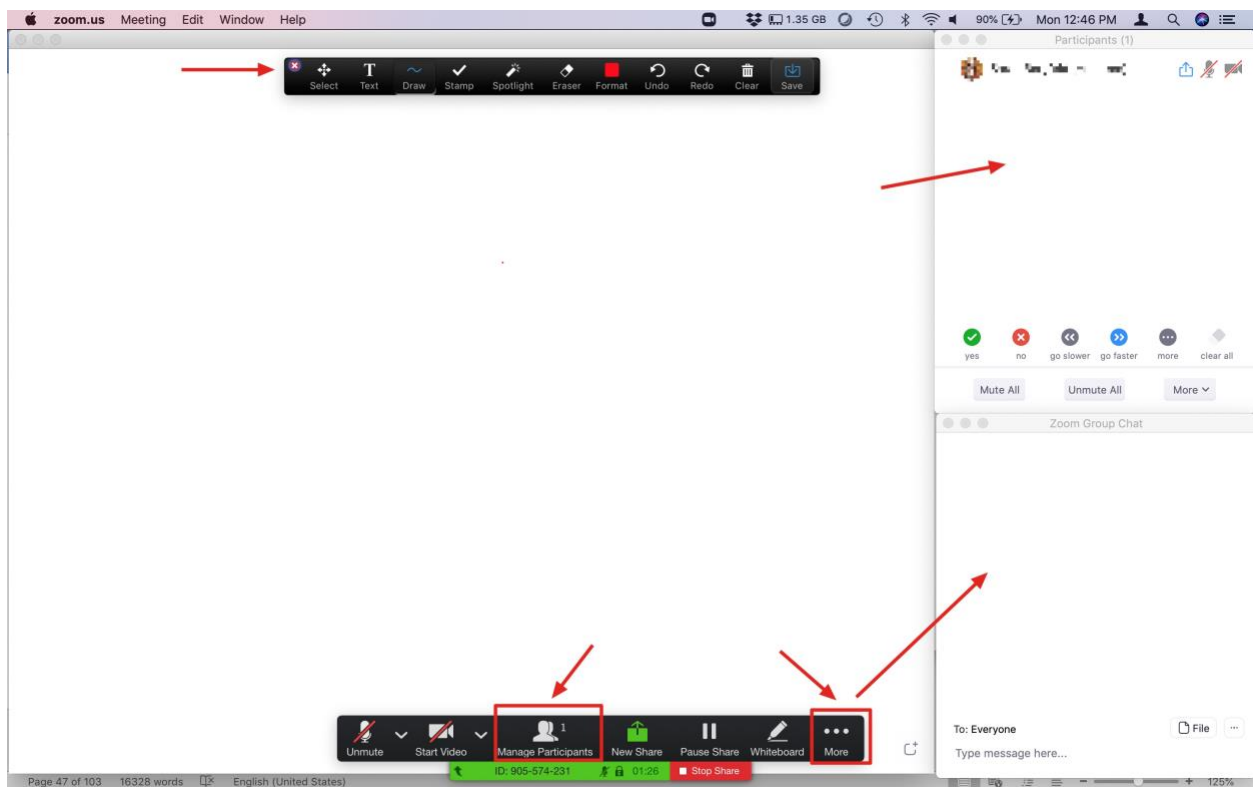 zoom.us Meeting Edit Window Help 1.35 GB 90% Mon 12:46 PM
Participants (1)
Select Text Draw Stamp Spotlight Eraser Format Undo Redo Clear Save
yes no go slower go faster more clear all
Mute All Unmute All More
Zoom Group Chat
To: Everyone File
Type message here...
1
Unmute Start Video Manage Participants New Share Pause Share Whiteboard More
ID: 905-574-231 01:26 Stop Share
Page 47 of 103 16328 words English (United States) 125%